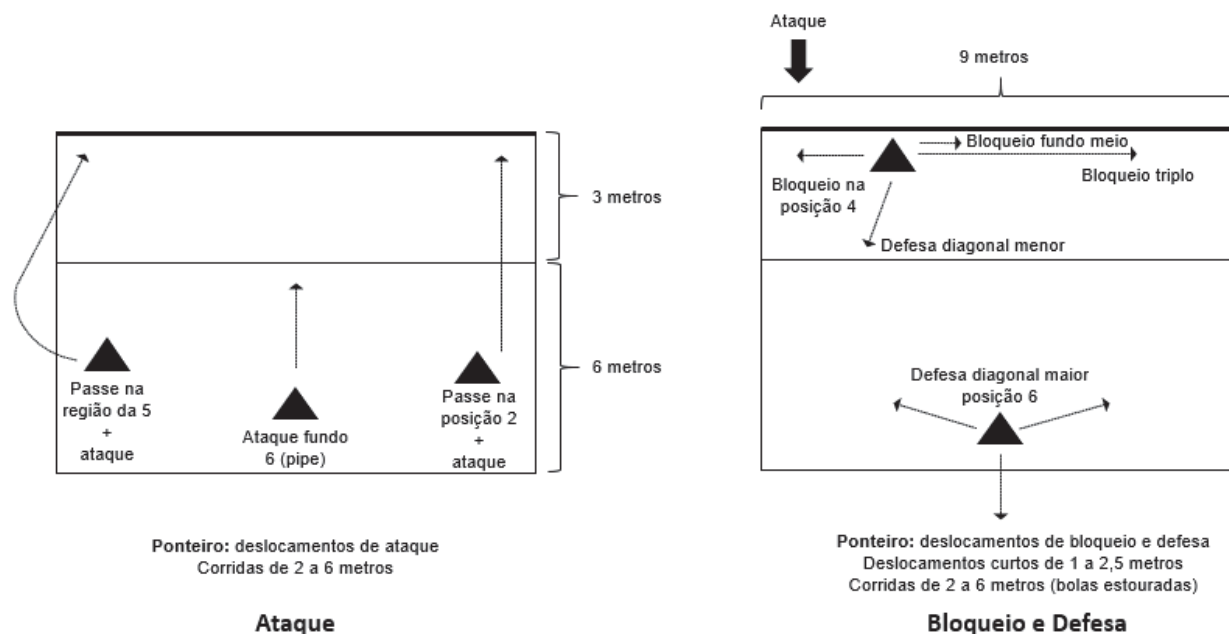 3 metros
6 metros
Passe na
região da 5
+
ataque
Ataque fundo
6 (pipe)
Passe na
posição 2
+
ataque
Ponteiro: deslocamentos de ataque
Corridas de 2 a 6 metros
Ataque
Ataque
9 metros
Bloqueio fundo meio
Bloqueio triplo
Bloqueio na
posição 4
Defesa diagonal menor
Defesa diagonal maior
posição 6
Ponteiro: deslocamentos de bloqueio e defesa
Deslocamentos curtos de 1 a 2,5 metros
Corridas de 2 a 6 metros (bolas estouradas)
Bloqueio e Defesa